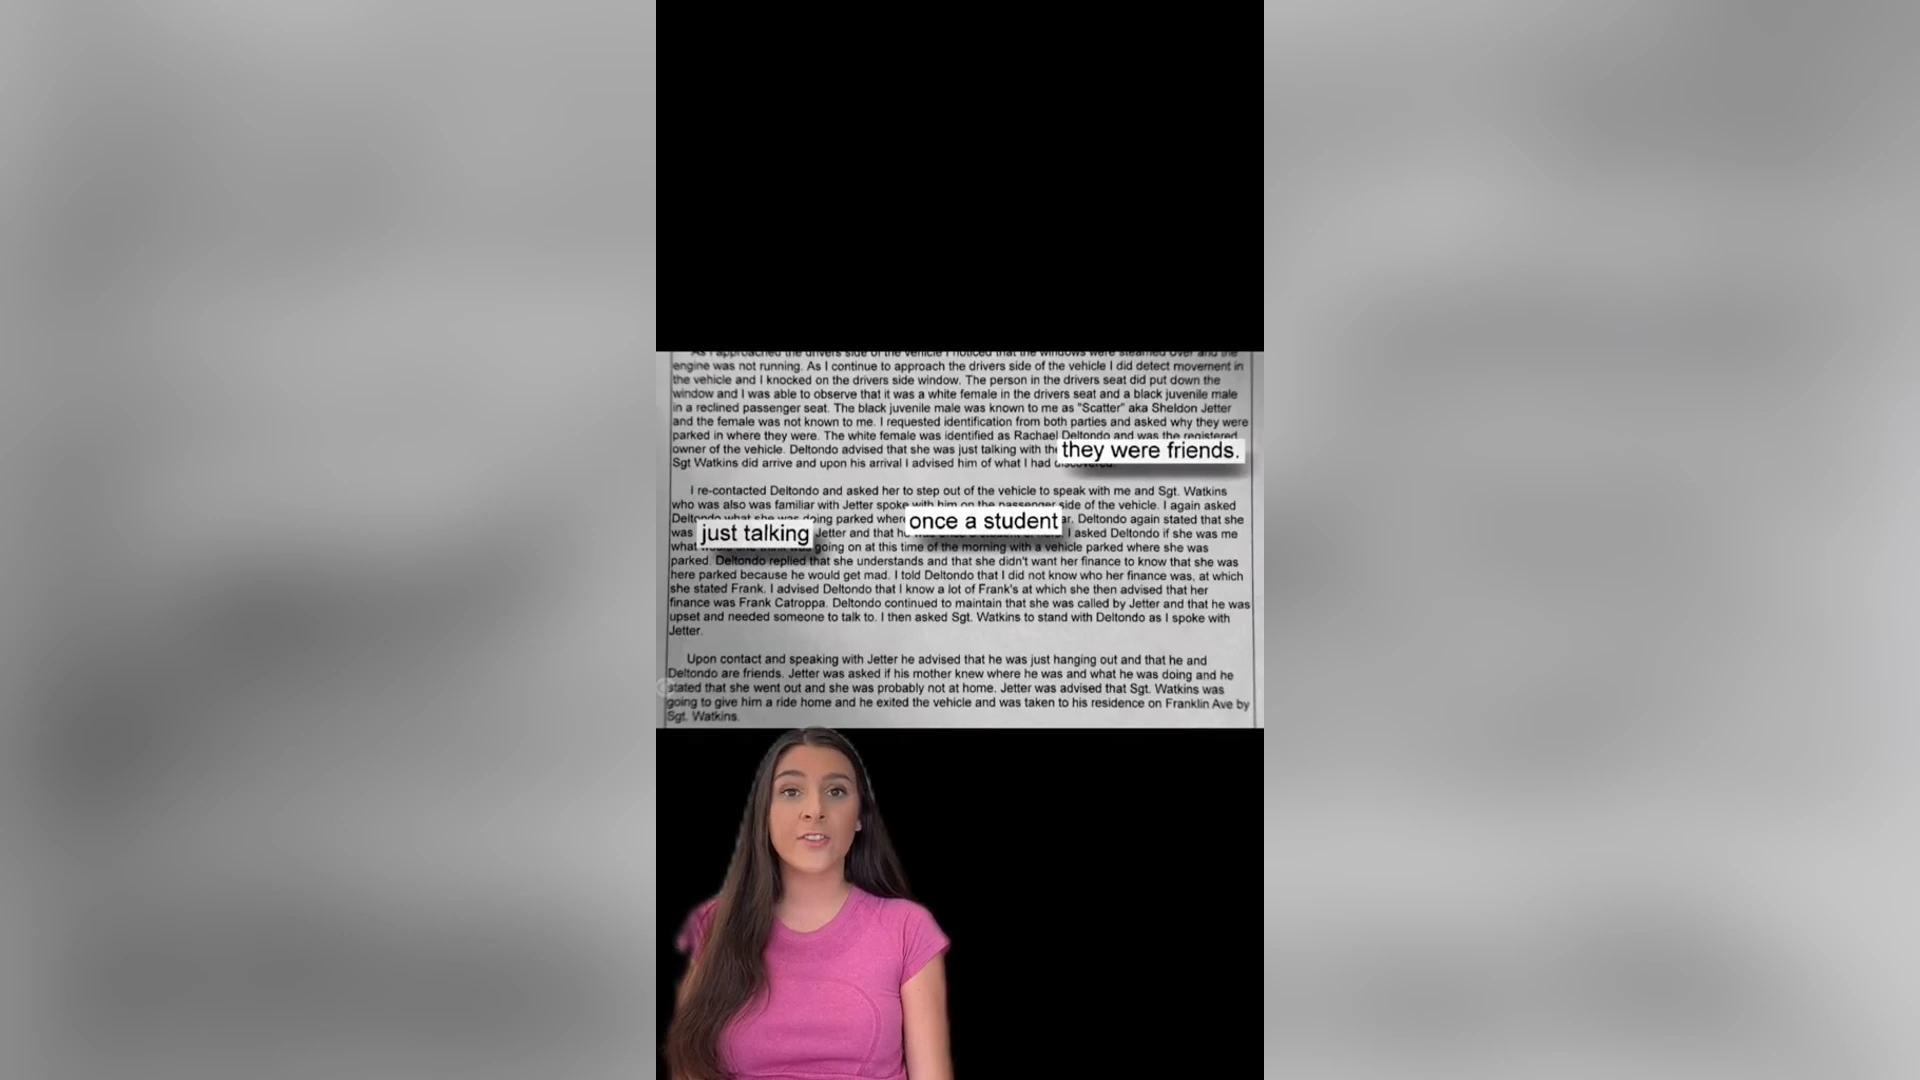 As I approached the drivers side of the vehicle I noticed that the windows were steamed over and the
engine was not running. As I continue to approach the drivers side of the vehicle I did detect movement in
the vehicle and I knocked on the drivers side window. The person in the drivers seat did put down the
window and I was able to observe that it was a white female in the drivers seat and a black juvenile male
in a reclined passenger seat. The black juvenile male was known to me as "Scatter" aka Sheldon Jetter
and the female was not known to me. I requested identification from both parties and asked why they were
parked in where they were. The white female was identified as Rachael Deltondo and was the registered
owner of the vehicle. Deltondo advised that she was just talking with the they were friends.
Sgt Watkins did arrive and upon his arrival I advised him of what I had discovered.
I re-contacted Deltondo and asked her to step out of the vehicle to speak with me and Sgt. Watkins
who was also was familiar with Jetter spoke with him on the passenger side of the vehicle. I again asked
Deltondo what she was doing parked where once a student Deltondo again stated that she
was just talking Jetter and that I asked Deltondo if she was me
what going on at this time of the morning with a vehicle parked where she was
parked. Deltondo replied that she understands and that she didn't want her finance to know that she was
here parked because he would get mad. I told Deltondo that I did not know who her finance was, at which
she stated Frank. I advised Deltondo that I know a lot of Frank's at which she then advised that her
finance was Frank Catroppa. Deltondo continued to maintain that she was called by Jetter and that he was
upset and needed someone to talk to. I then asked Sgt. Watkins to stand with Deltondo as I spoke with
Jetter.
Upon contact and speaking with Jetter he advised that he was just hanging out and that he and
Deltondo are friends. Jetter was asked if his mother knew where he was and what he was doing and he
stated that she went out and she was probably not at home. Jetter was advised that Sgt. Watkins was
going to give him a ride home and he exited the vehicle and was taken to his residence on Franklin Ave by
Sgt. Watkins.